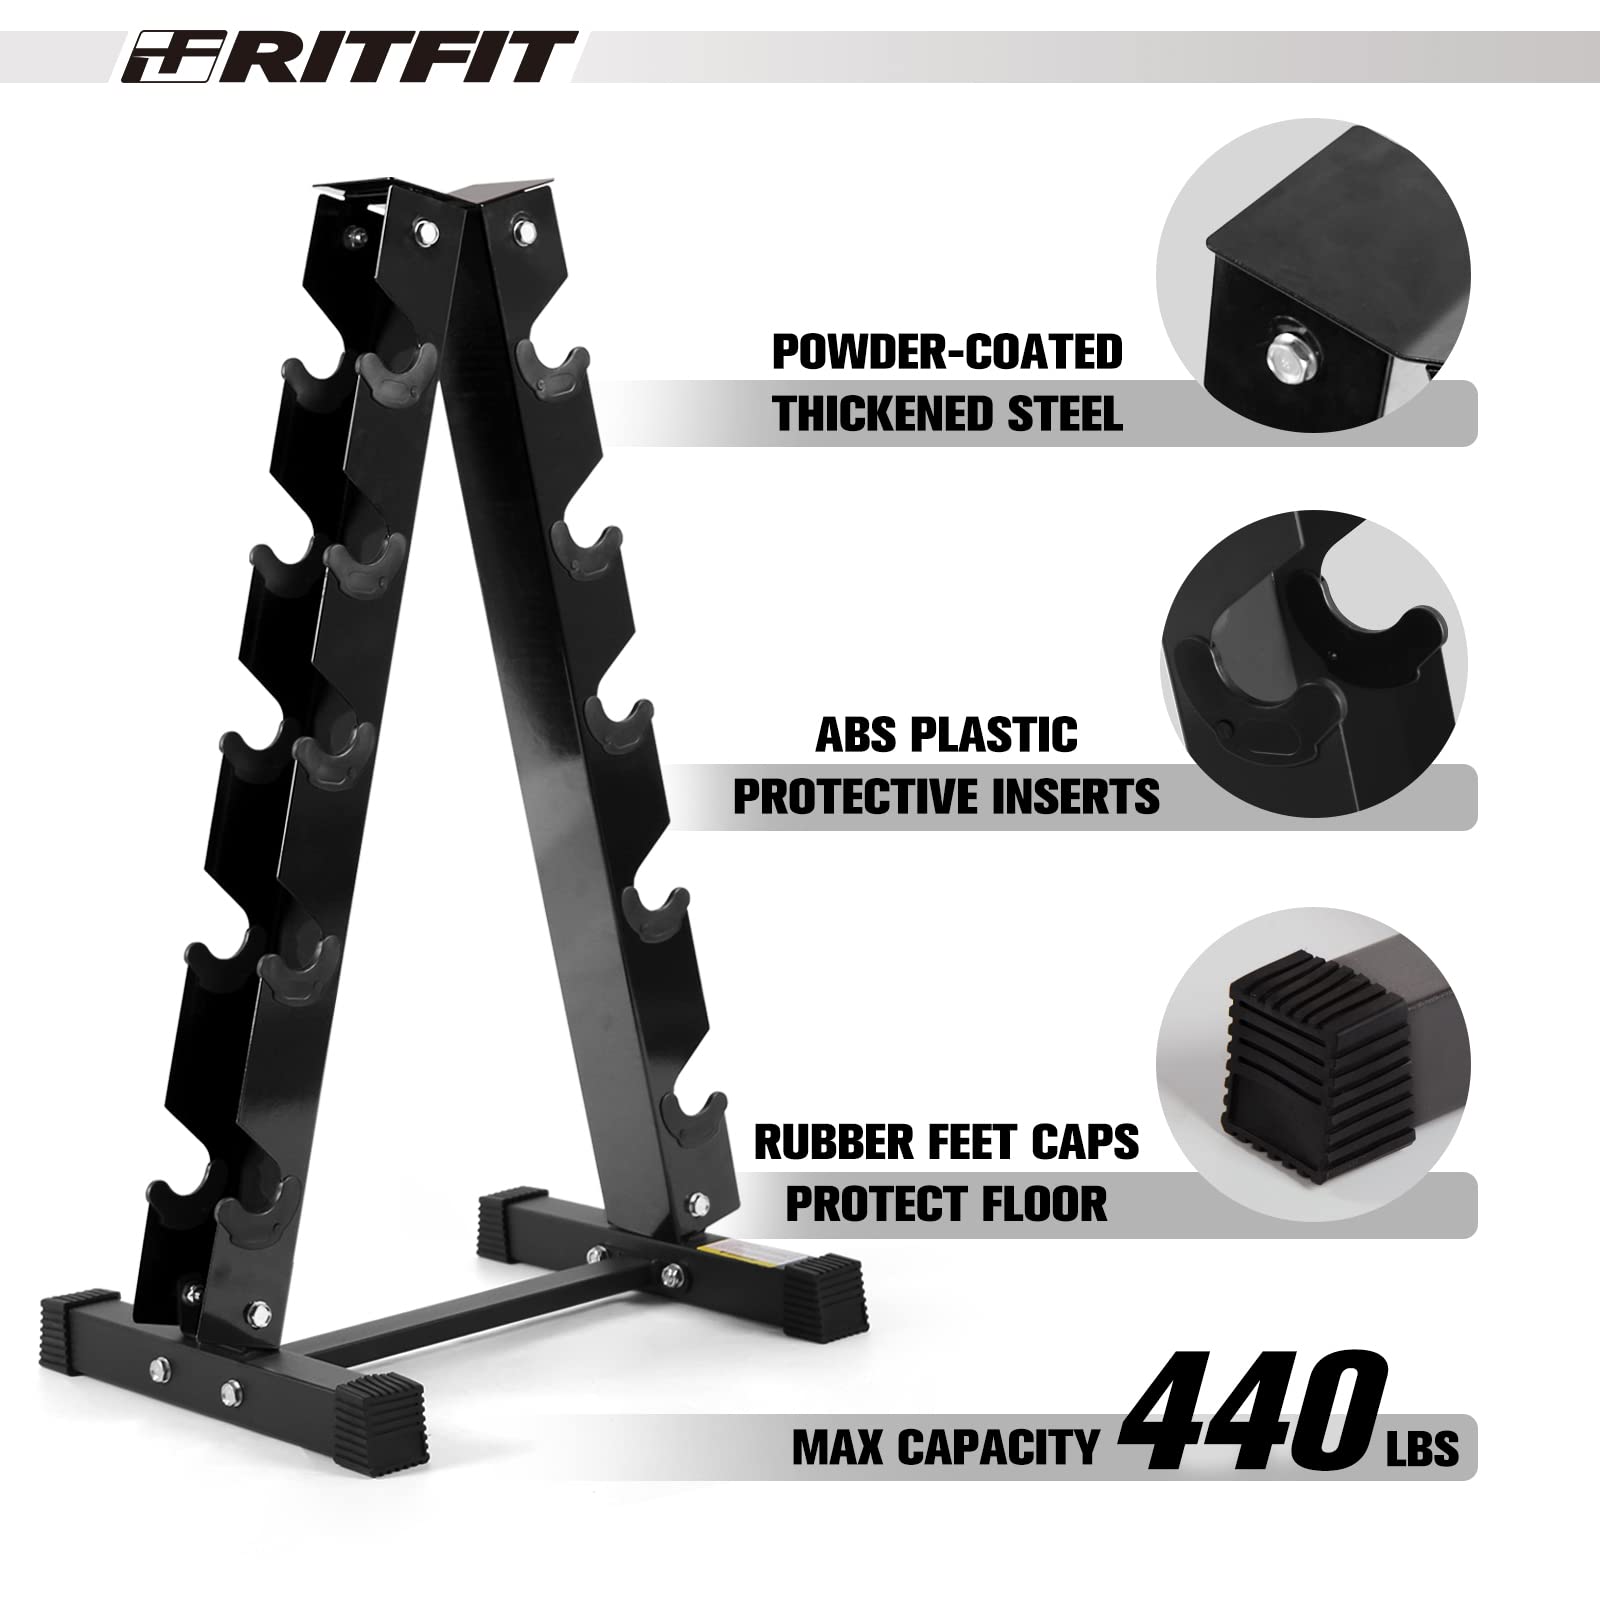 RITFIT
POWDER-COATED
THICKENED STEEL
ABS PLASTIC
PROTECTIVE INSERTS
RUBBER FEET CAPS
PROTECT FLOOR
MAX CAPACITY 440 LBS